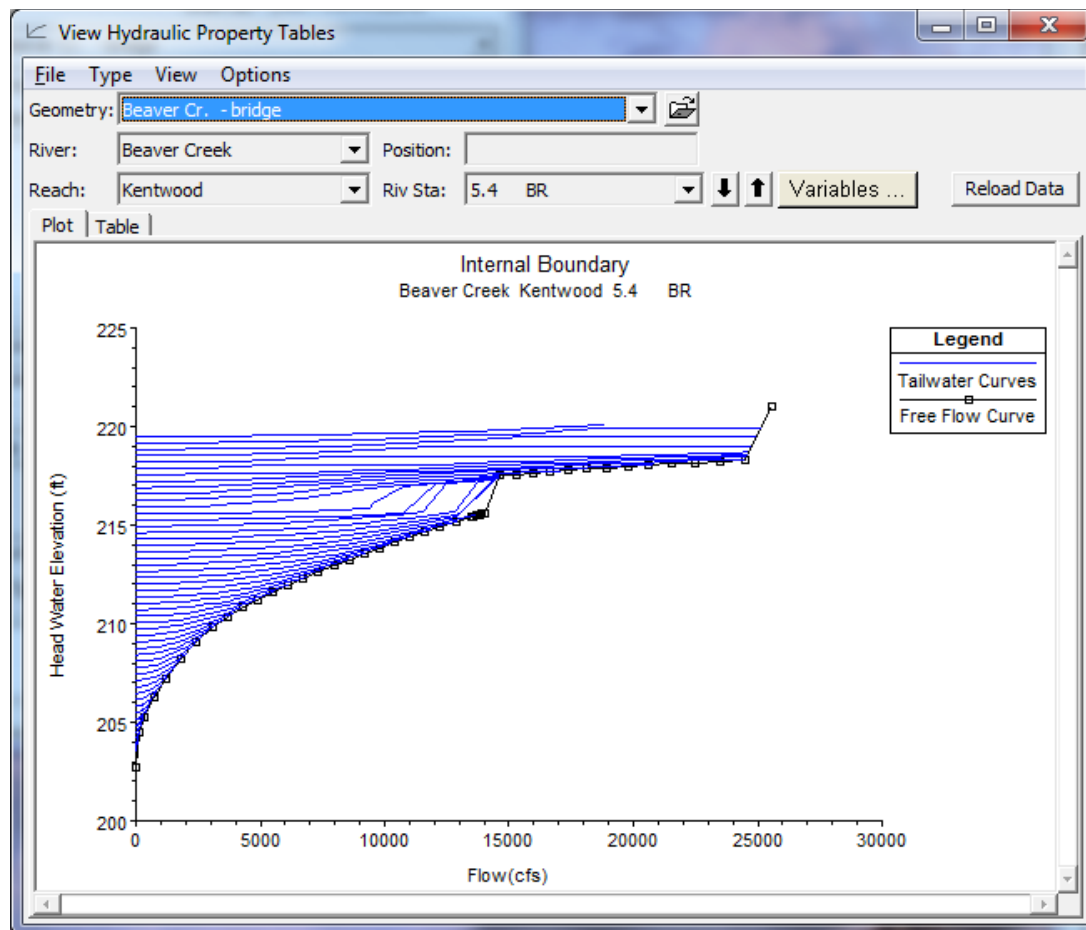 View Hydraulic Property Tables
File Type View Options
Geometry: Beaver Cr. - bridge
River: Beaver Creek Position:
Reach: Kentwood Riv Sta: 5.4 BR Variables ... Reload Data
Plot Table
Internal Boundary
Beaver Creek Kentwood 5.4 BR
Legend
Tailwater Curves
Free Flow Curve
Head Water Elevation (ft)
225
220
215
210
205
200
0 5000 10000 15000 20000 25000 30000
Flow(cfs)